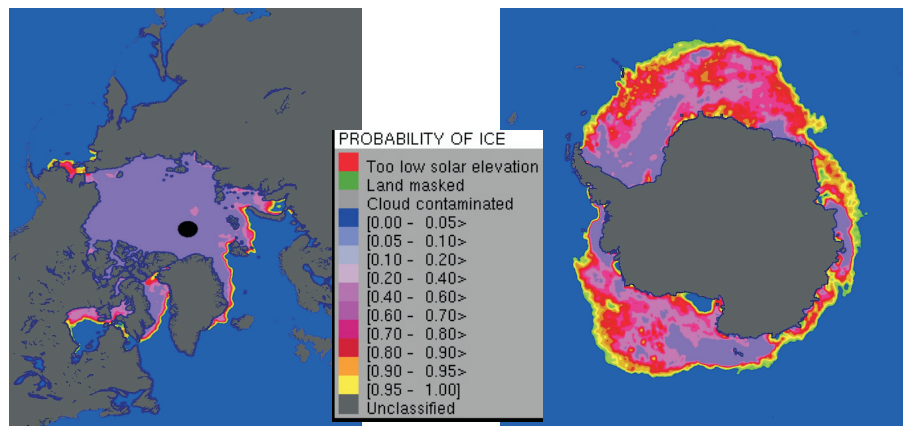 PROBABILITY OF ICE
Too low solar elevation
Land masked
Cloud contaminated
[0.00 - 0.05>
[0.05 - 0.10>
[0.10 - 0.20>
[0.20 - 0.40>
[0.40 - 0.60>
[0.60 - 0.70>
[0.70 - 0.80>
[0.80 - 0.90>
[0.90 - 0.95>
[0.95 - 1.00]
Unclassified